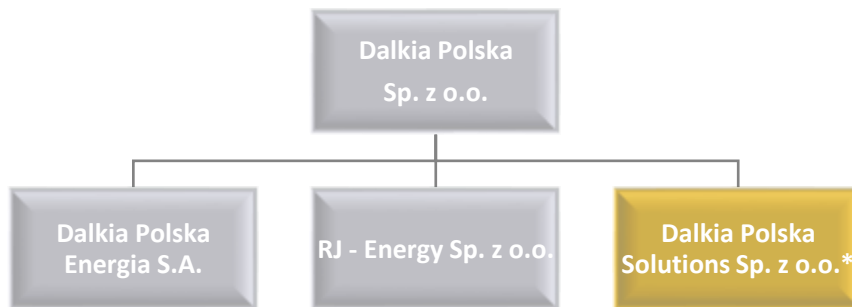 Dalkia Polska
Sp. z o.o.
Dalkia Polska
Energia S.A.
RJ - Energy Sp. z o.o.
Dalkia Polska
Solutions Sp. z o.o.*